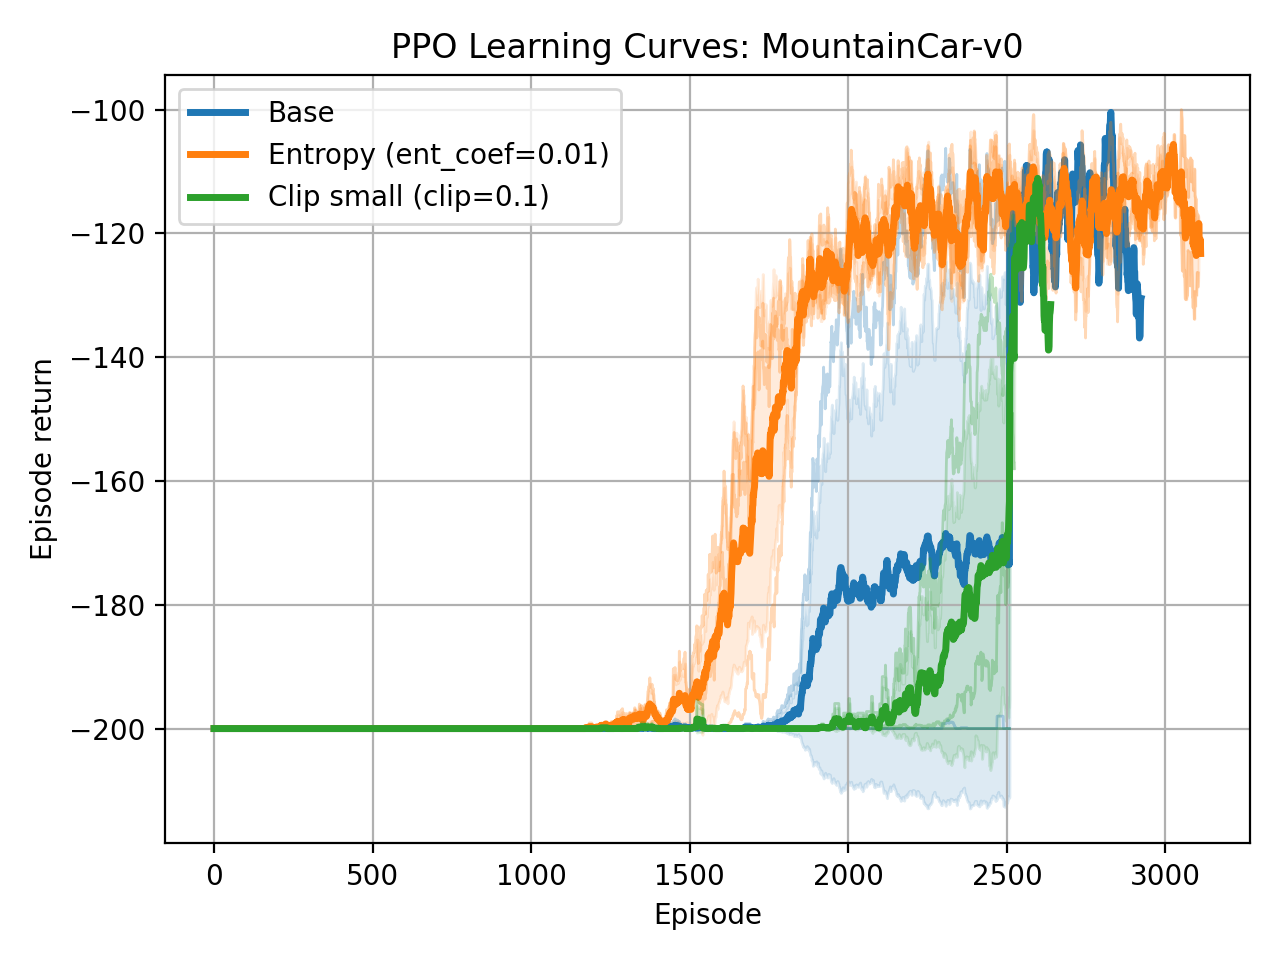 PPO Learning Curves: MountainCar-v0
Base
Entropy (ent_coef=0.01)
Clip small (clip=0.1)
−100
−120
−140
−160
−180
−200
Episode return
0 500 1000 1500 2000 2500 3000
Episode